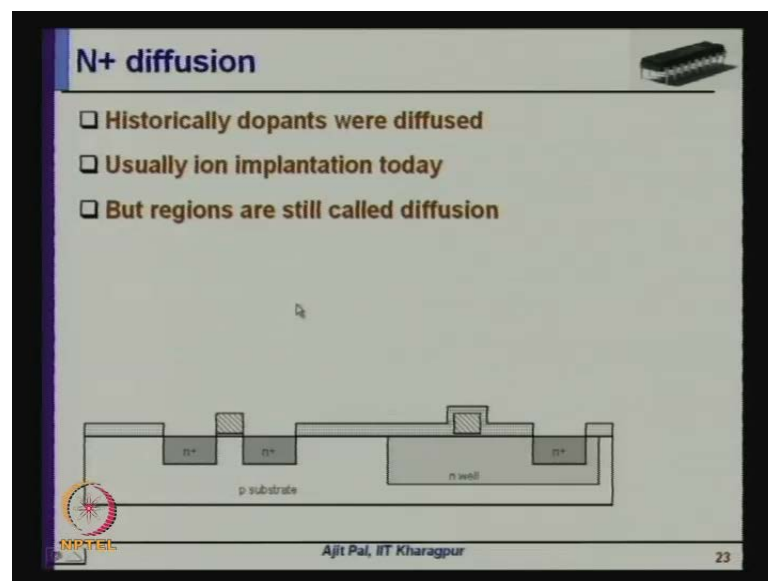 N+ diffusion
Historically dopants were diffused
Usually ion implantation today
But regions are still called diffusion
n+
n+
n+
n well
p substrate
NPTEL
Ajit Pal, IIT Kharagpur
23